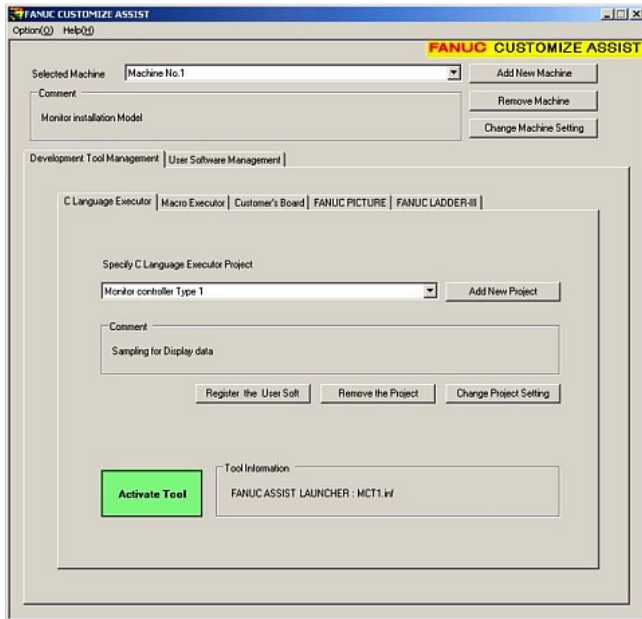 FANUC CUSTOMIZE ASSIST
Option(O) Help(H)
FANUC CUSTOMIZE ASSIST
Selected Machine Machine No.1 Add New Machine
Comment
Remove Machine
Monitor installation Model
Change Machine Setting
Development Tool Management User Software Management
C Language Executor Macro Executor Customer's Board FANUC PICTURE FANUC LADDER-III
Specify C Language Executor Project
Monitor controller Type 1 Add New Project
Comment
Sampling for Display data
Register the User Soft Remove the Project Change Project Setting
Tool Information
Activate Tool FANUC ASSIST LAUNCHER : MCT1.inf